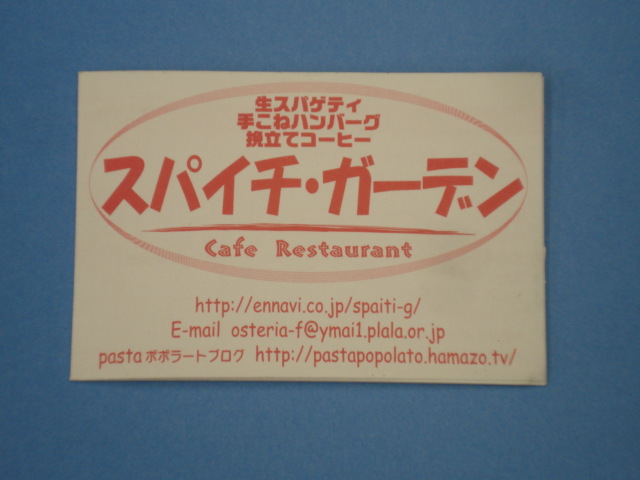 生スパゲティ
手こねハンバーグ
挽立てコーヒー
スパイチ・ガーデン
Cafe Restaurant
http://ennavi.co.jp/spaiti-g/
E-mail osteria-f@ymai1.plala.or.jp
pasta ポポラートブログ http://pastapopolato.hamazo.tv/